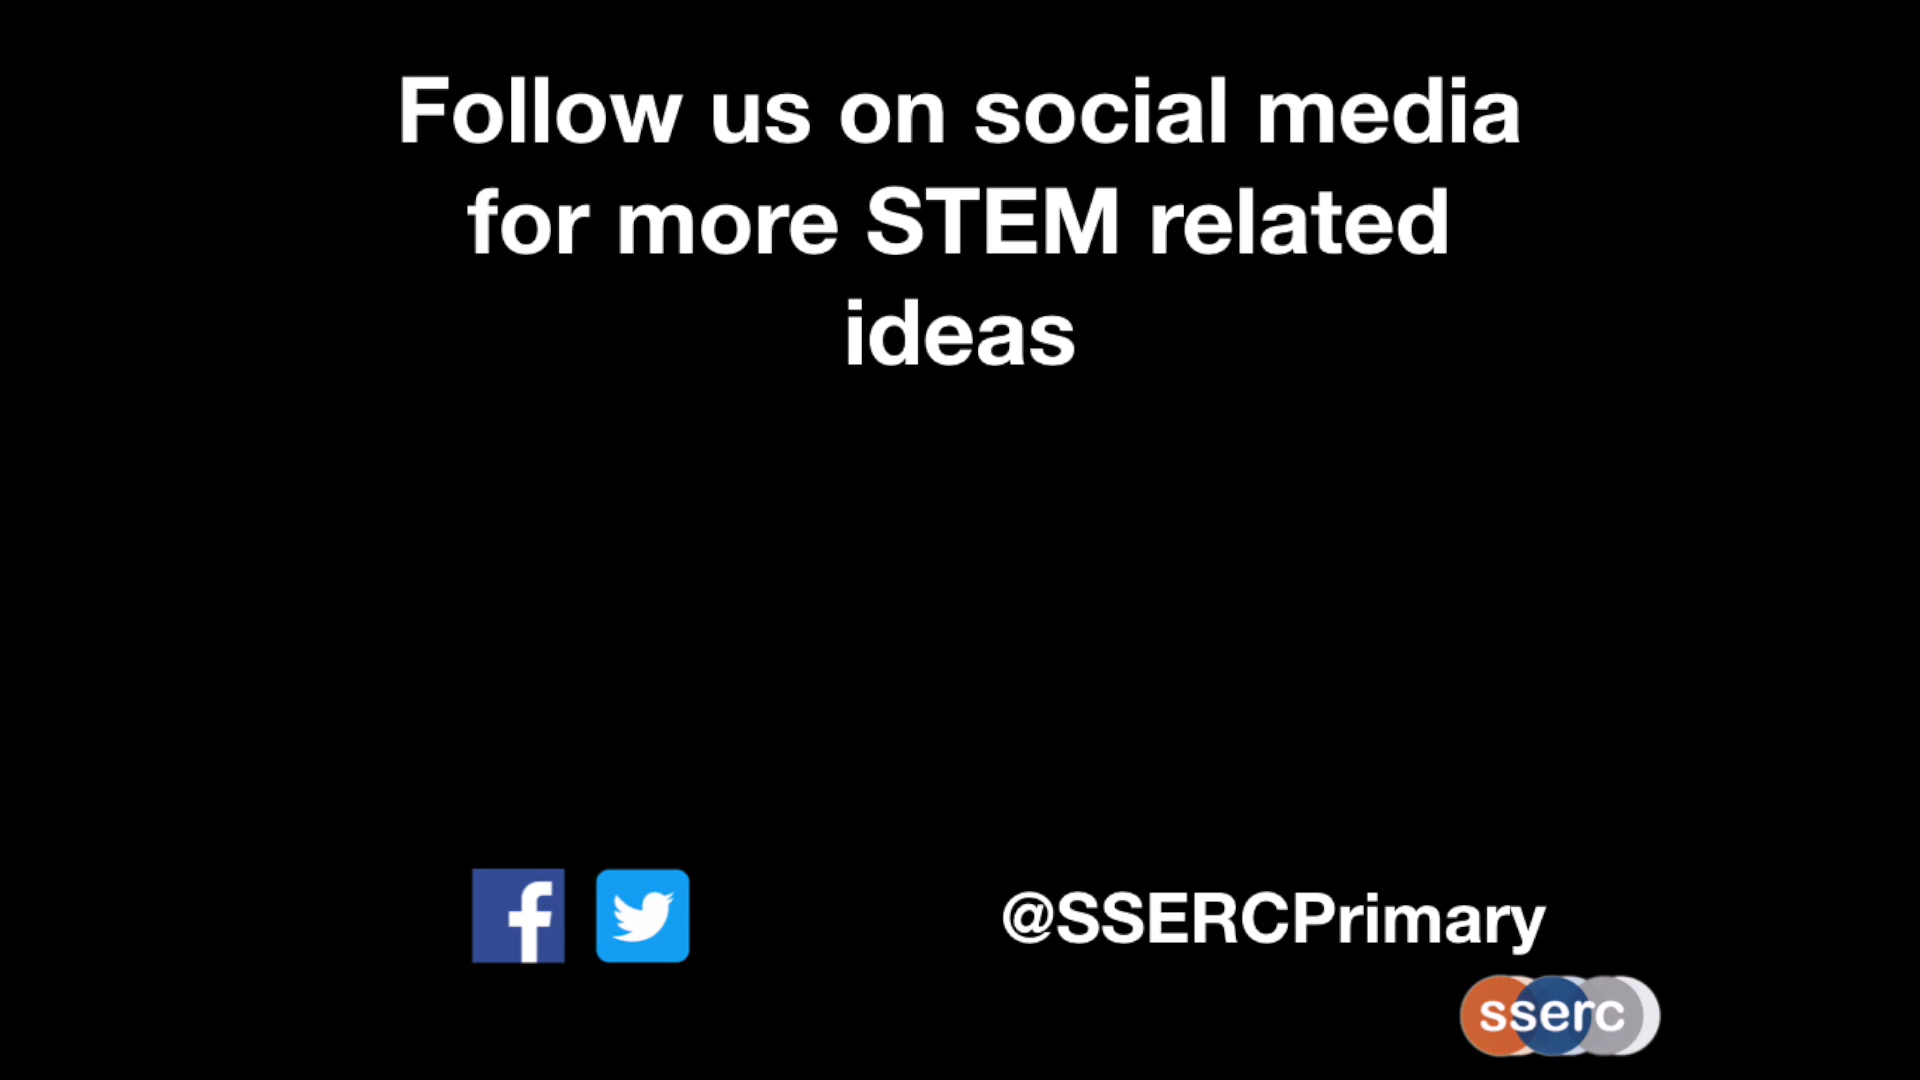 Follow us on social media
for more STEM related
ideas
@SSERCPrimary
sserc